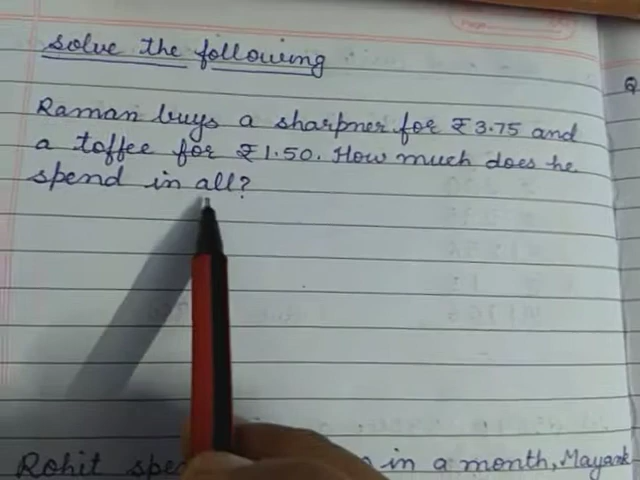 Page
solve the following
Q
Raman buys a sharpner for ₹3.75 and
a toffee for ₹1.50. How much does he
spend in all?
Rohit in a month, Mayank